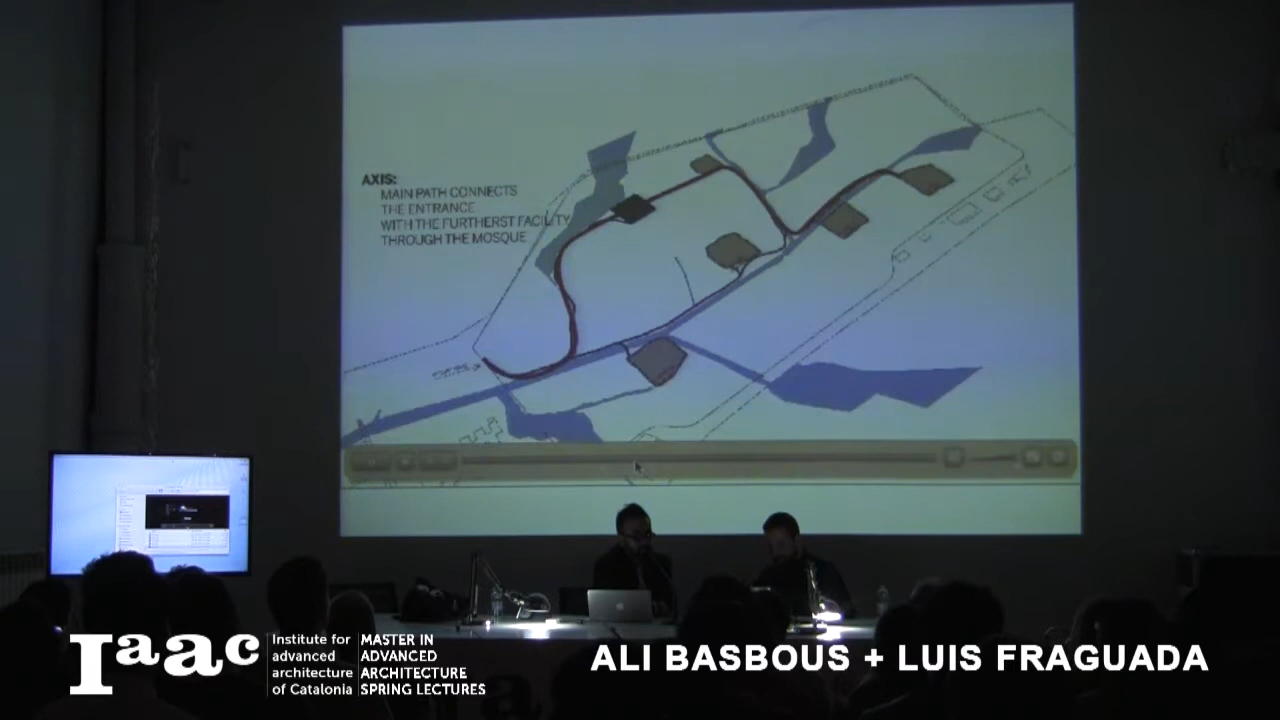 AXIS:
MAIN PATH CONNECTS
THE ENTRANCE
WITH THE FURTHERST FACILITY
THROUGH THE MOSQUE
Iaac
Institute for
advanced
architecture
of Catalonia
MASTER IN
ADVANCED
ARCHITECTURE
SPRING LECTURES
ALI BASBOUS + LUIS FRAGUADA